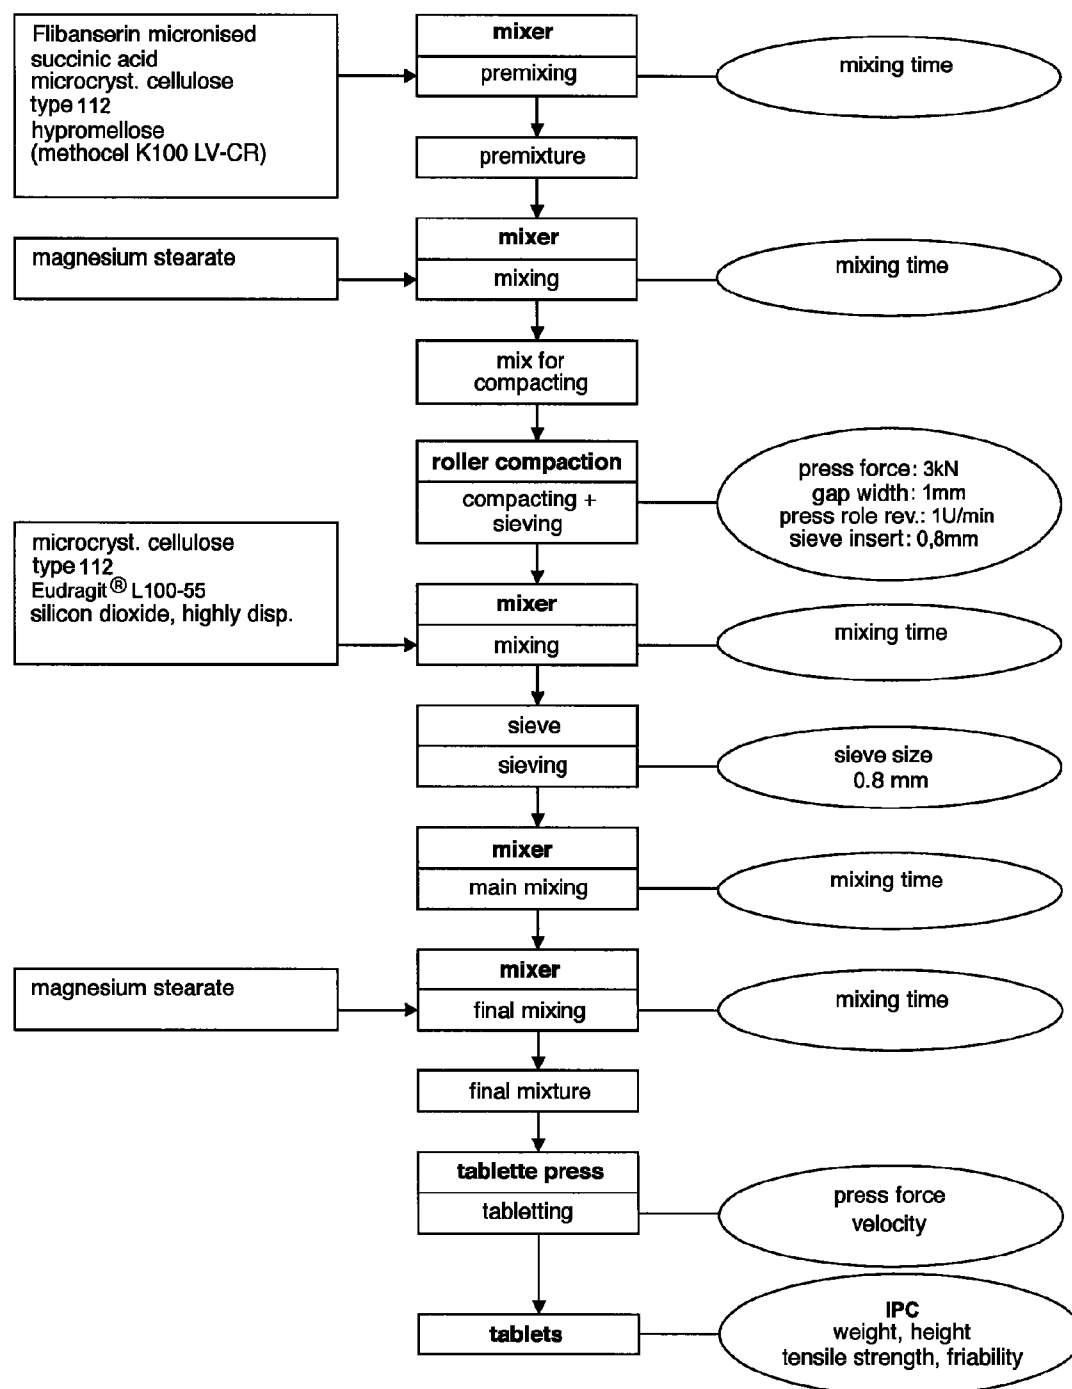 Flibanserin micronised
succinic acid
microcryst. cellulose
type 112
hypromellose
(methocel K100 LV-CR)
mixer
premixing
mixing time
premixture
magnesium stearate
mixer
mixing
mixing time
mix for
compacting
roller compaction
compacting +
sieving
press force: 3kN
gap width: 1mm
press role rev.: 1U/min
sieve insert: 0,8mm
microcryst. cellulose
type 112
Eudragit® L100-55
silicon dioxide, highly disp.
mixer
mixing
mixing time
sieve
sieving
sieve size
0.8 mm
mixer
main mixing
mixing time
magnesium stearate
mixer
final mixing
mixing time
final mixture
tablette press
tabletting
press force
velocity
tablets
IPC
weight, height
tensile strength, friability